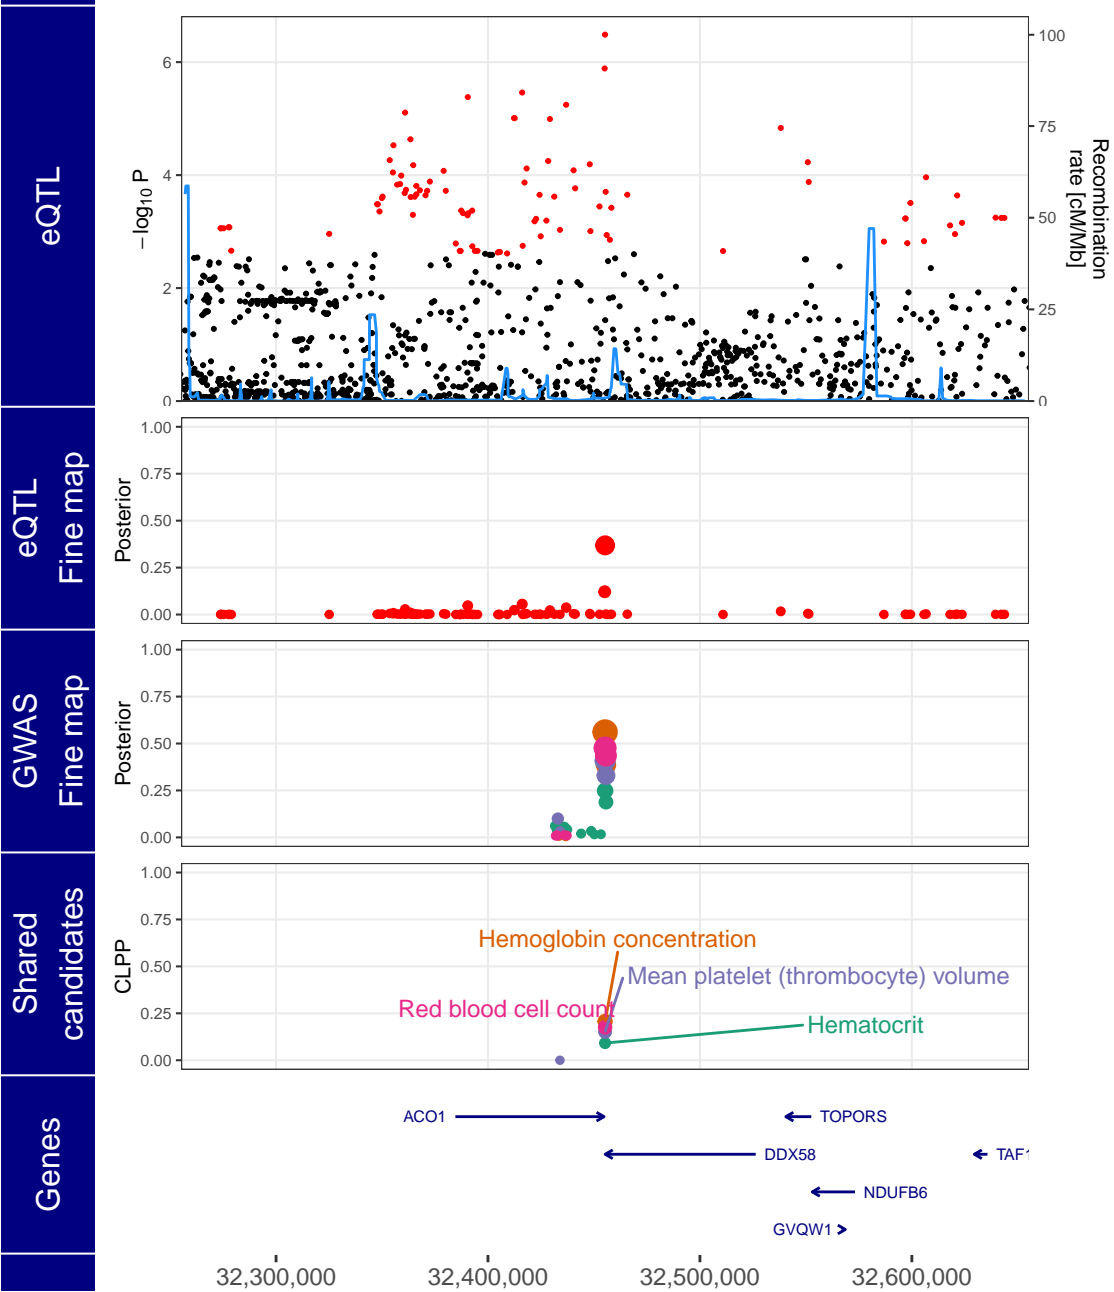 eQTL
−log10 P
0
2
4
6
0
25
50
75
100
Recombination
rate [cM/Mb]
eQTL
Fine map
Posterior
1.00
0.75
0.50
0.25
0.00
GWAS
Fine map
Posterior
1.00
0.75
0.50
0.25
0.00
Shared
candidates
CLPP
1.00
0.75
0.50
0.25
0.00
Hemoglobin concentration
Mean platelet (thrombocyte) volume
Red blood cell count
Hematocrit
Genes
ACO1
TOPORS
DDX58
TAF1
NDUFB6
GVQW1
32,300,000
32,400,000
32,500,000
32,600,000